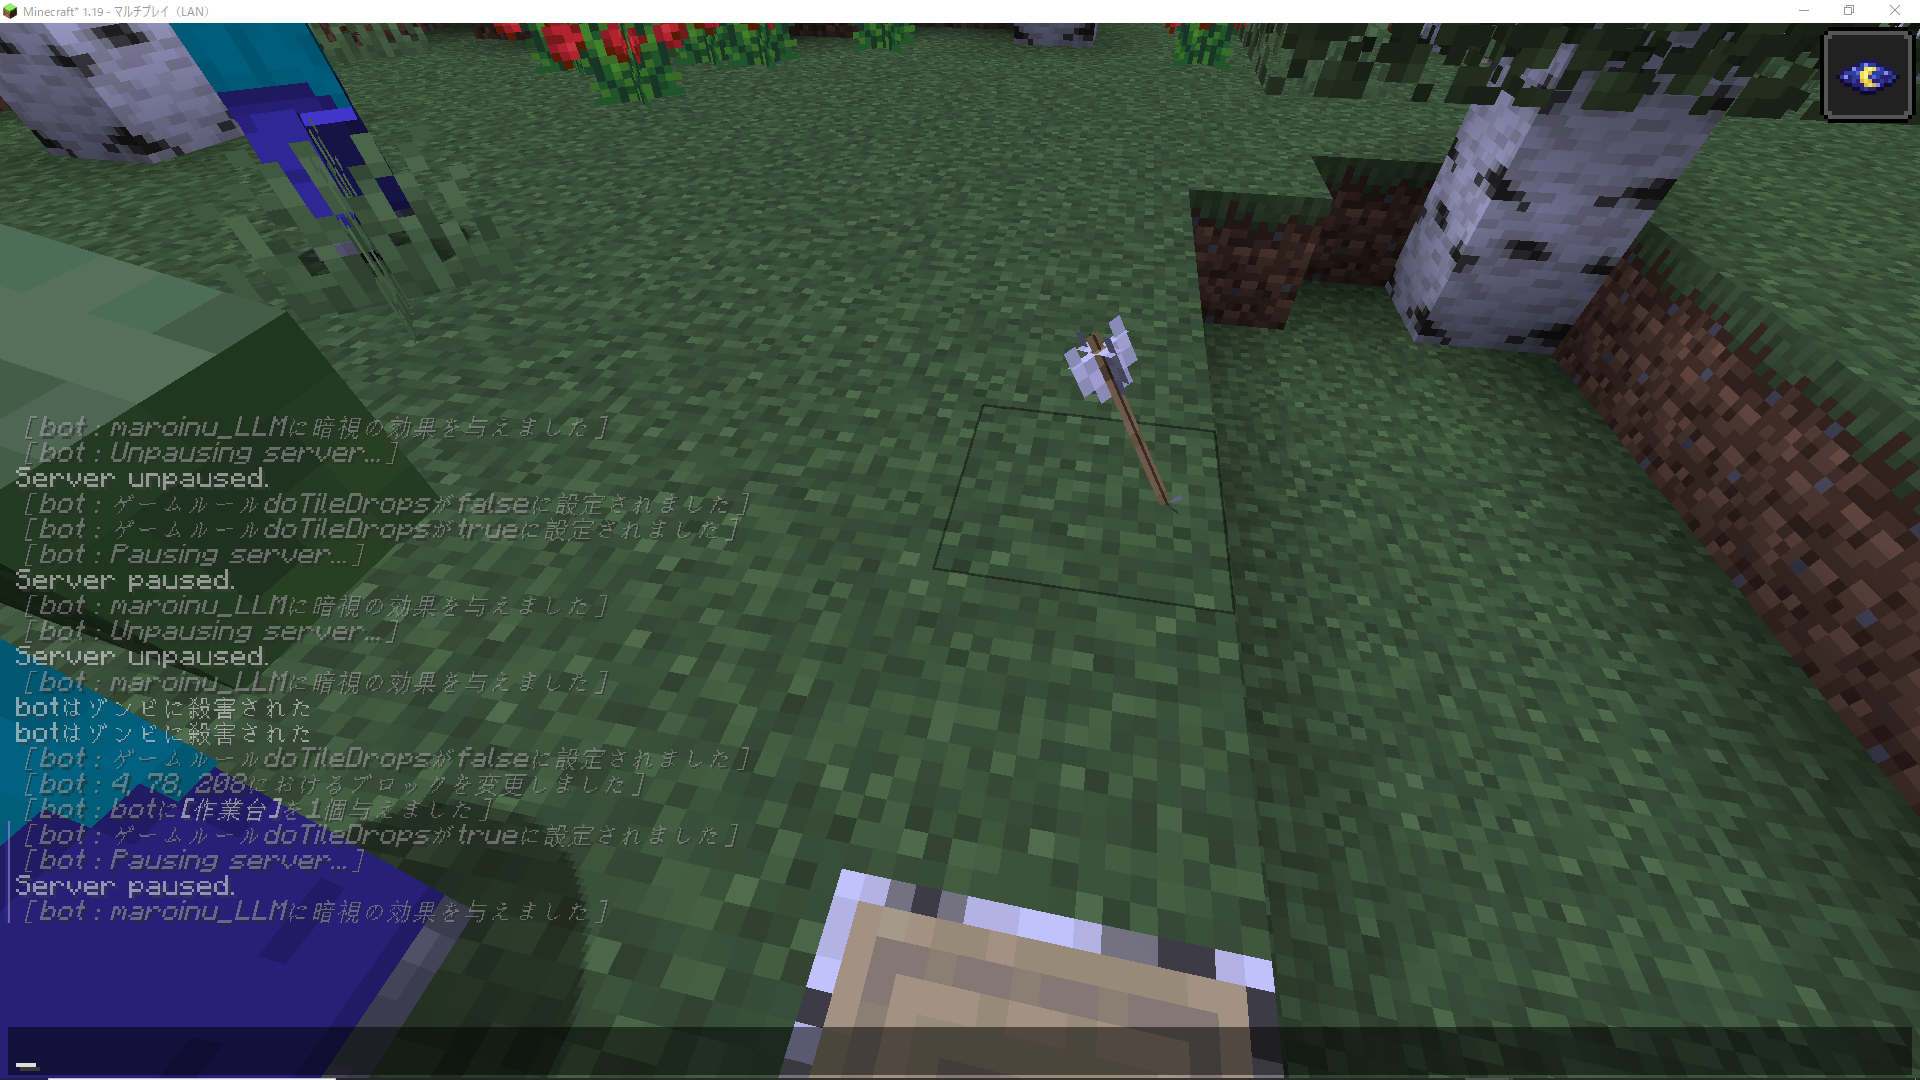 Minecraft* 1.19 - マルチプレイ（LAN）
[bot: maroinu_LLMに暗視の効果を与えました]
[bot: Unpausing server...]
Server unpaused.
[bot: ゲームルールdoTileDropsがfalseに設定されました]
[bot: ゲームルールdoTileDropsがtrueに設定されました]
[bot: Pausing server...]
Server paused.
[bot: maroinu_LLMに暗視の効果を与えました]
[bot: Unpausing server...]
Server unpaused.
[bot: maroinu_LLMに暗視の効果を与えました]
botはゾンビに殺害された
botはゾンビに殺害された
[bot: ゲームルールdoTileDropsがfalseに設定されました]
[bot: 4, 78, 208におけるブロックを変更しました]
[bot: botに[作業台]を1個与えました]
[bot: ゲームルールdoTileDropsがtrueに設定されました]
[bot: Pausing server...]
Server paused.
[bot: maroinu_LLMに暗視の効果を与えました]